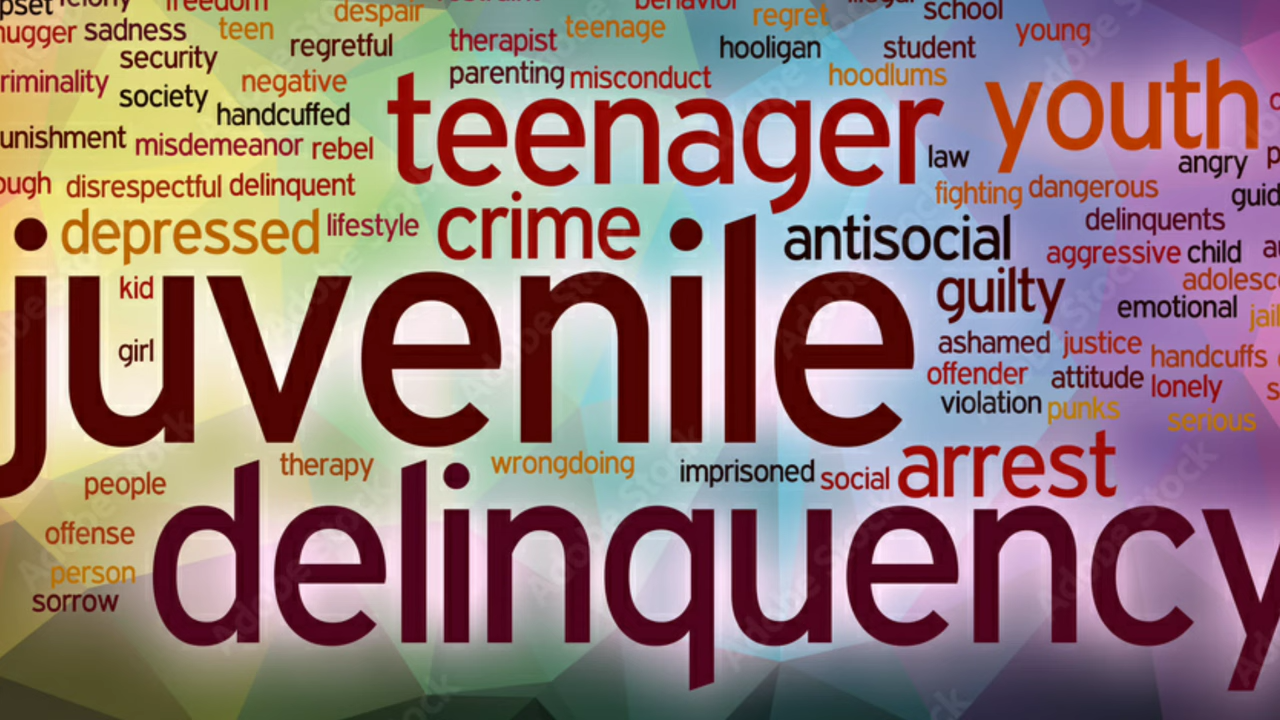 upset felony freedom restraint behavior illegal school
mugger sadness teen despair teenage regret young
security regretful therapist hooligan student
criminality negative parenting misconduct hoodlums
society handcuffed teenager youth
punishment misdemeanor rebel law angry
disrespectful delinquent fighting dangerous
depressed lifestyle crime antisocial delinquents
aggressive child
kid juvenile guilty emotional
girl ashamed justice handcuffs
offender attitude lonely
violation punks serious
people therapy wrongdoing imprisoned social arrest
offense delinquency
person
sorrow
Adobe Stock